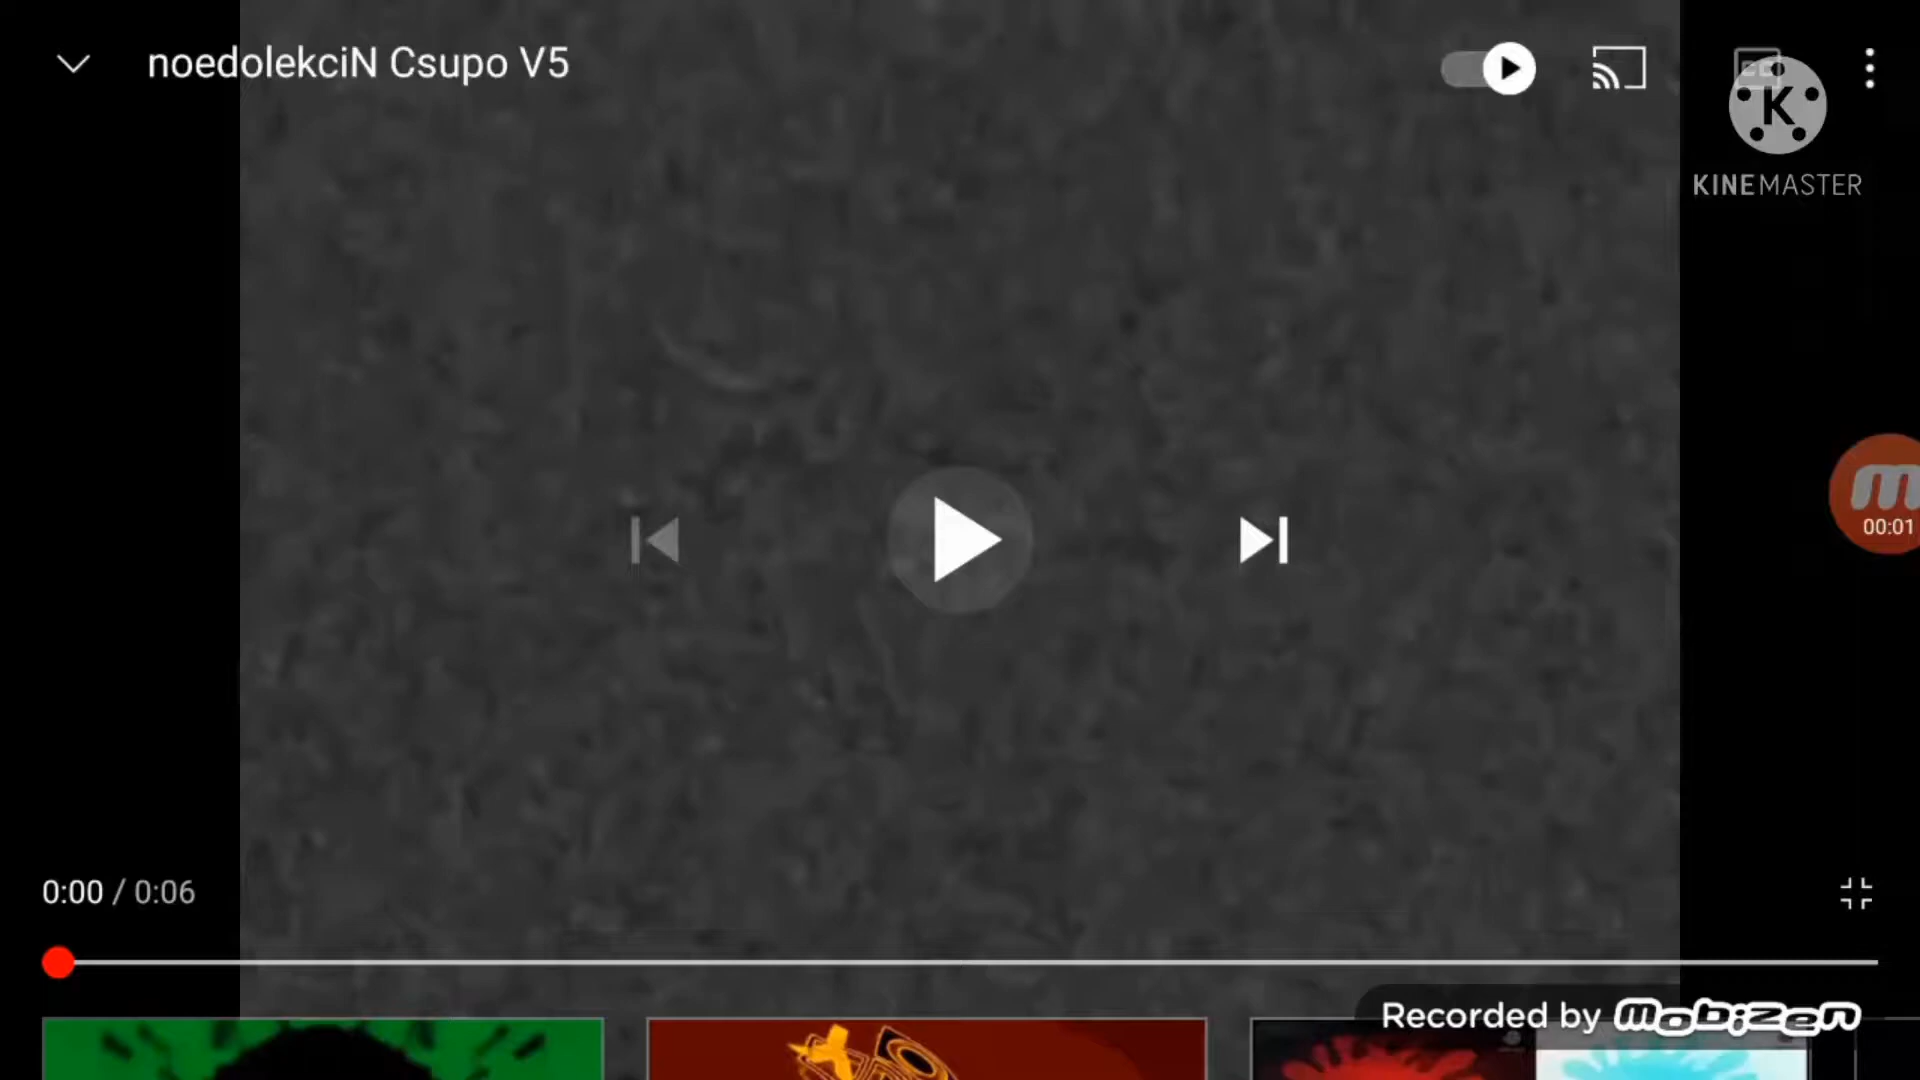 noedolekciN Csupo V5
K
KINEMASTER
m
00:01
0:00 / 0:06
Recorded by mobizen